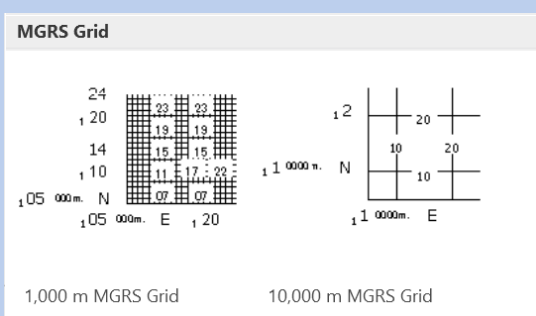 MGRS Grid
24
₁20
14
₁10
₁05 000m. N
₁05 000m. E ₁20
23 23
19 19
15 15
11 17 22
07 07
₁2
₁1 0000 m. N
₁1 0000m. E
20
10 20
10
1,000 m MGRS Grid
10,000 m MGRS Grid